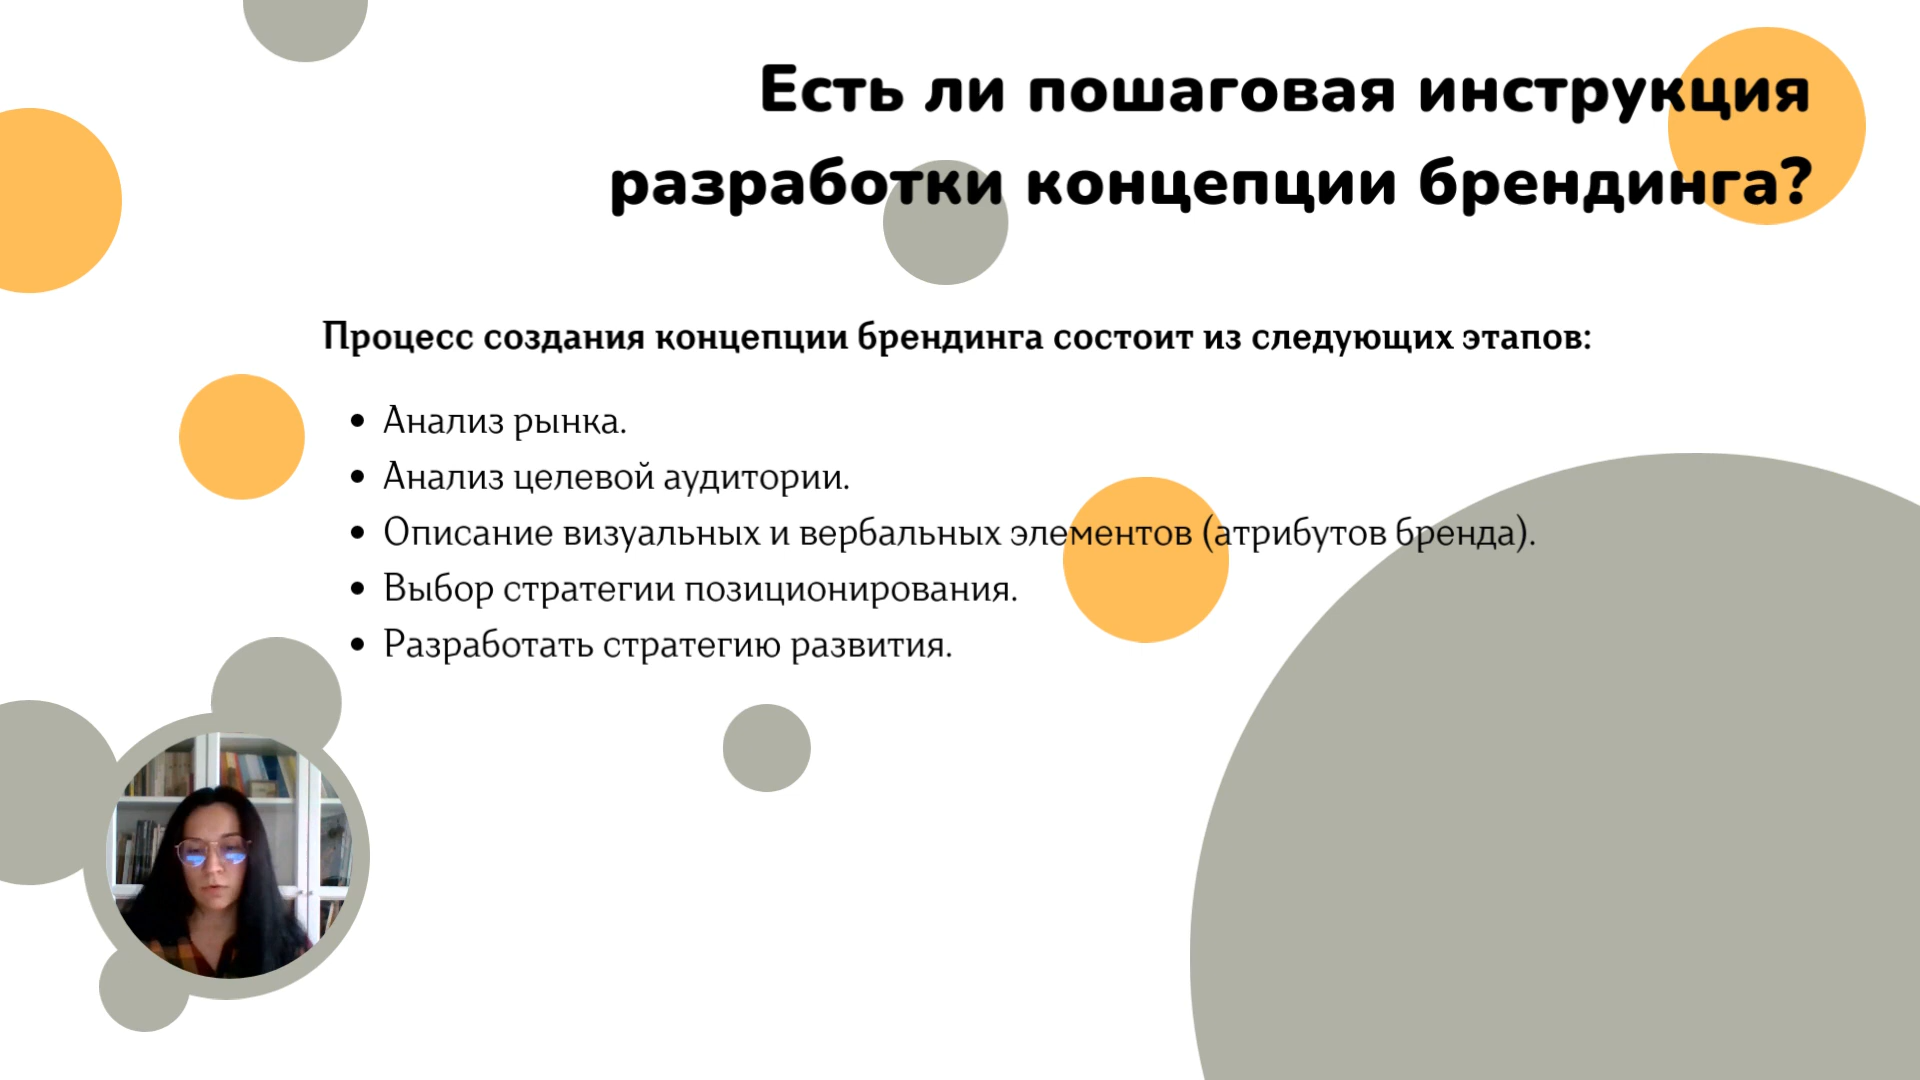 Есть ли пошаговая инструкция
разработки концепции брендинга?
Процесс создания концепции брендинга состоит из следующих этапов:
• Анализ рынка.
• Анализ целевой аудитории.
• Описание визуальных и вербальных элементов (атрибутов бренда).
• Выбор стратегии позиционирования.
• Разработать стратегию развития.